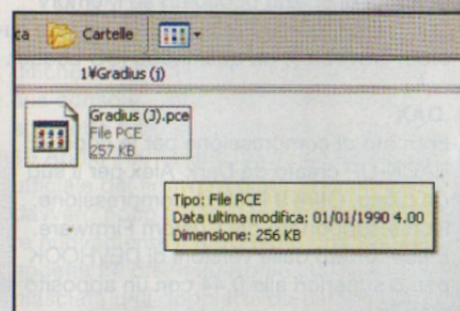 ca Cartelle
1¥Gradius (j)
Gradius (J).pce
File PCE
257 KB
Tipo: File PCE
Data ultima modifica: 01/01/1990 4.00
Dimensione: 256 KB